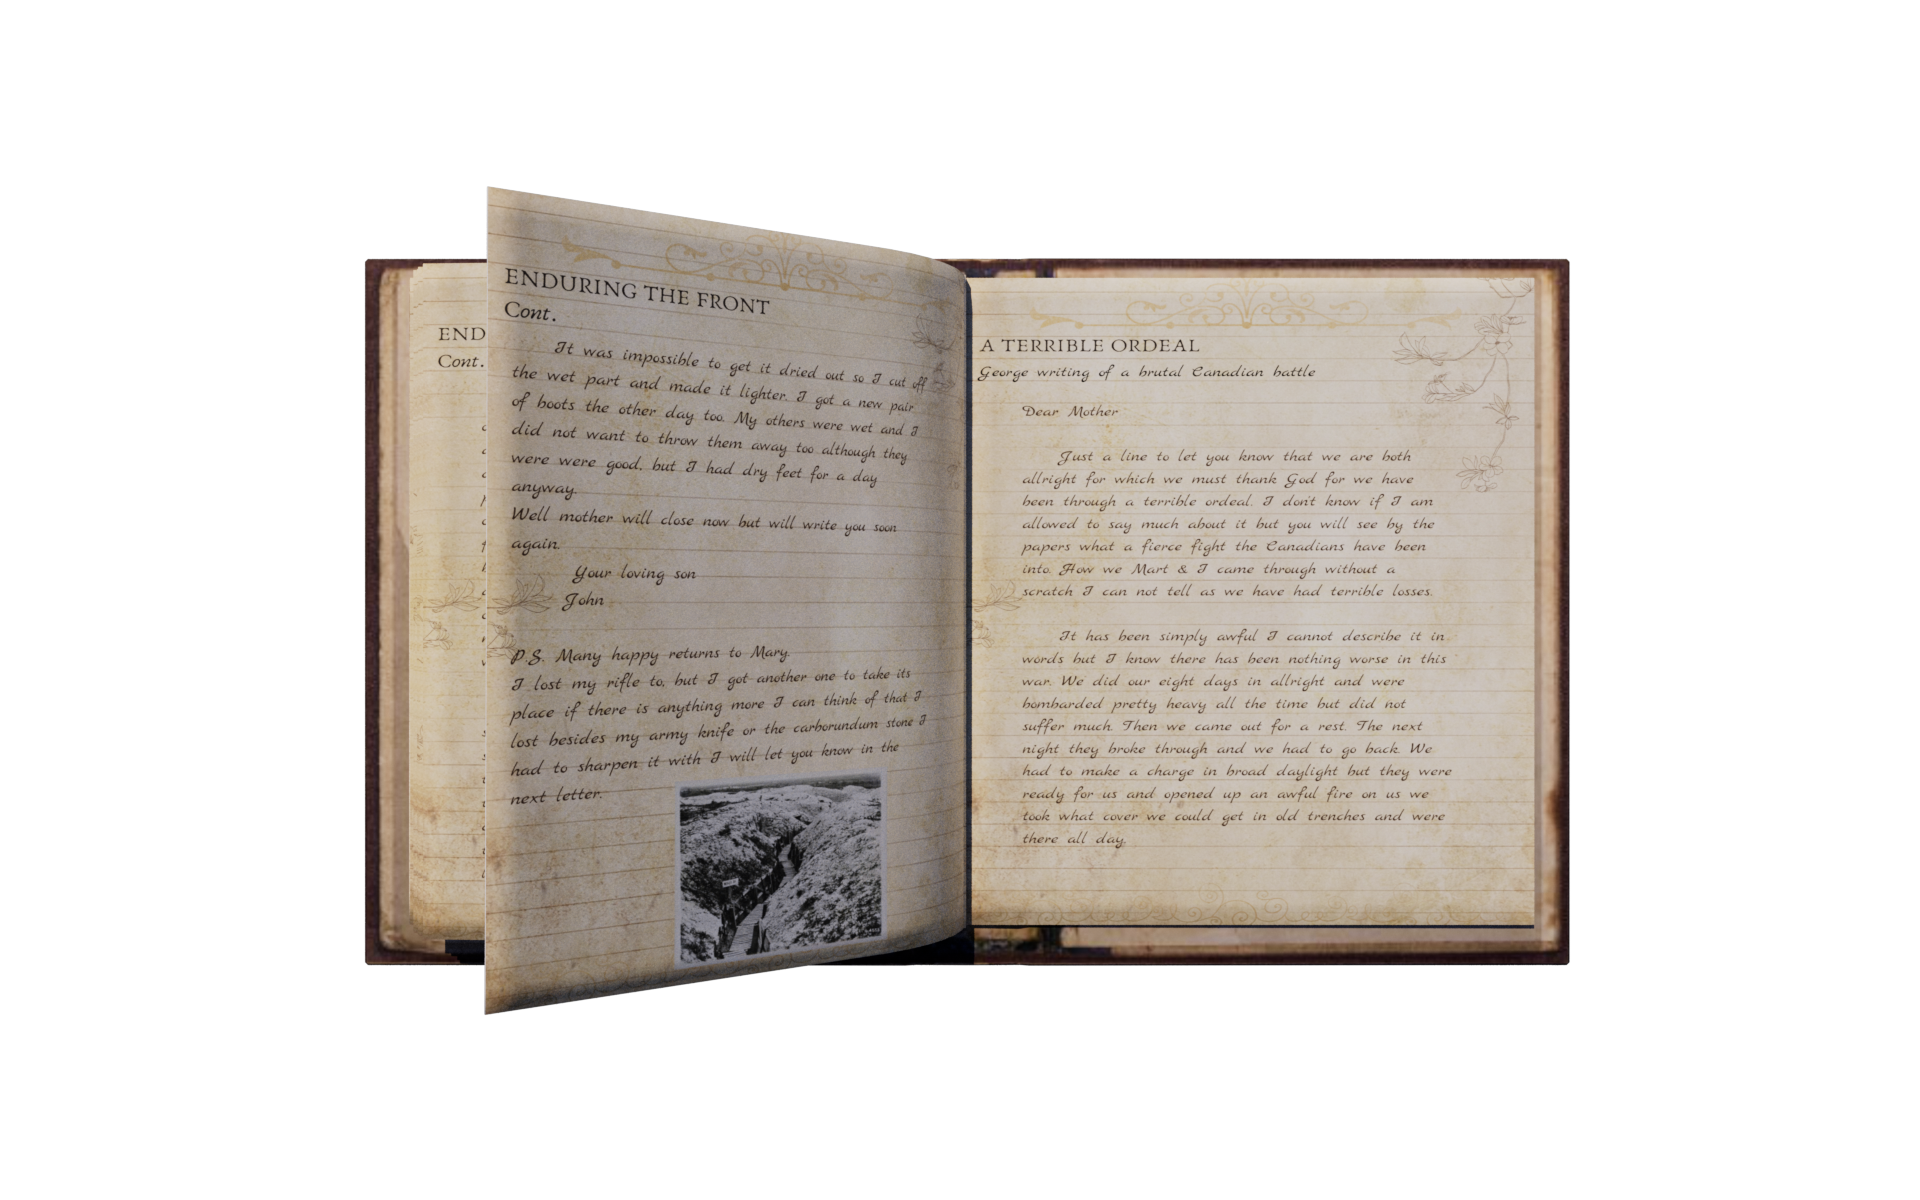 END
Cont.
ENDURING THE FRONT
Cont.
It was impossible to get it dried out so I cut off
the wet part and made it lighter. I got a new pair
of boots the other day too. My others were wet and I
did not want to throw them away too although they
were were good, but I had dry feet for a day
anyway.
Well mother will close now but will write you soon
again.
Your loving son
John
P.S. Many happy returns to Mary.
I lost my rifle to, but I got another one to take its
place if there is anything more I can think of that I
lost besides my army knife or the carborundum stone I
had to sharpen it with I will let you know in the
next letter.
A TERRIBLE ORDEAL
George writing of a brutal Canadian battle
Dear Mother
Just a line to let you know that we are both
allright for which we must thank God for we have
been through a terrible ordeal. I don't know if I am
allowed to say much about it but you will see by the
papers what a fierce fight the Canadians have been
into. How we Mart & I came through without a
scratch I can not tell as we have had terrible losses.
It has been simply awful I cannot describe it in
words but I know there has been nothing worse in this
war. We did our eight days in allright and were
bombarded pretty heavy all the time but did not
suffer much. Then we came out for a rest. The next
night they broke through and we had to go back. We
had to make a charge in broad daylight but they were
ready for us and opened up an awful fire on us we
took what cover we could get in old trenches and were
there all day.